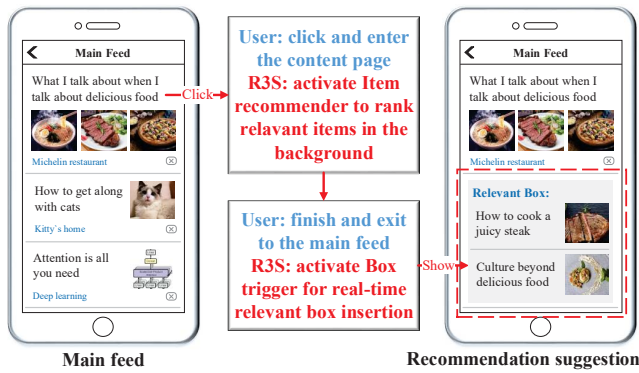 Main Feed
What I talk about when I
talk about delicious food
Michelin restaurant
How to get along
with cats
Kitty`s home
Attention is all
you need
Deep learning
Main feed
Click
User: click and enter
the content page
R3S: activate Item
recommender to rank
relavant items in the
background
User: finish and exit
to the main feed
R3S: activate Box
trigger for real-time
relevant box insertion
Show
Main Feed
What I talk about when I
talk about delicious food
Michelin restaurant
Relevant Box:
How to cook a
juicy steak
Culture beyond
delicious food
Recommendation suggestion